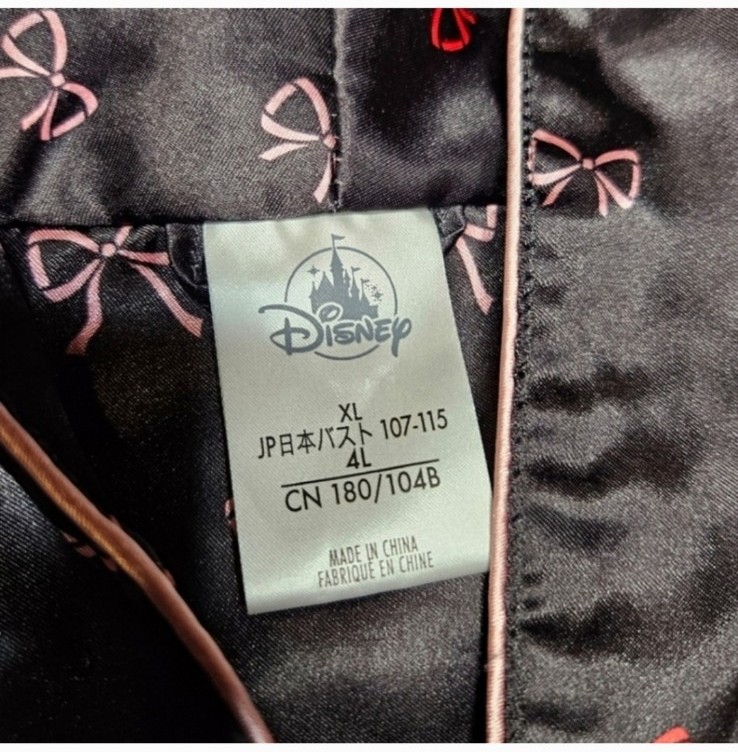 Disney
XL
JP日本バスト 107-115
4L
CN 180/104B
MADE IN CHINA
FABRIQUÉ EN CHINE